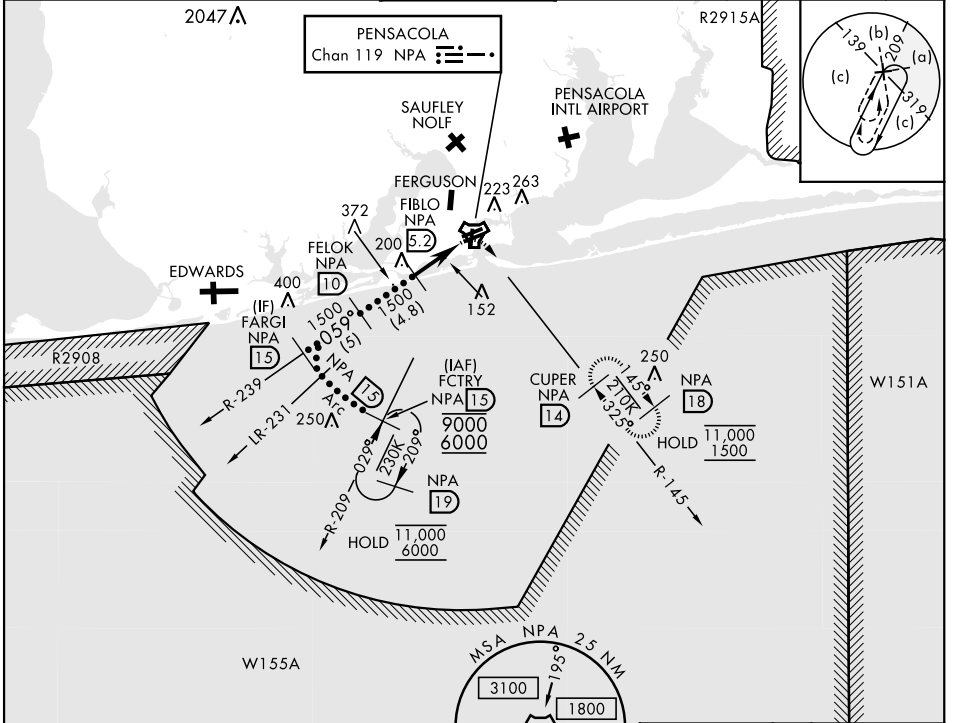 2047
PENSACOLA
Chan 119 NPA
R2915A
(b)
139
209
(a)
(c)
319
(c)
SAUFLEY
NOLF
PENSACOLA
INTL AIRPORT
FERGUSON
FIBLO
NPA
5.2
223
263
372
200
FELOK
NPA
10
EDWARDS
400
(IF)
FARGI
NPA
15
1500
059°
(5)
1500
(4.8)
152
R2908
R-239
LR-231
NPA
15
Arc
250
(IAF)
FCTRY
NPA 15
9000
6000
029°
230K
209°
R-209
NPA
19
HOLD 11,000
6000
CUPER
NPA
14
145°
210K
325°
250
NPA
18
HOLD 11,000
1500
R-145
W151A
W155A
MSA NPA 25 NM
195°
3100
1800